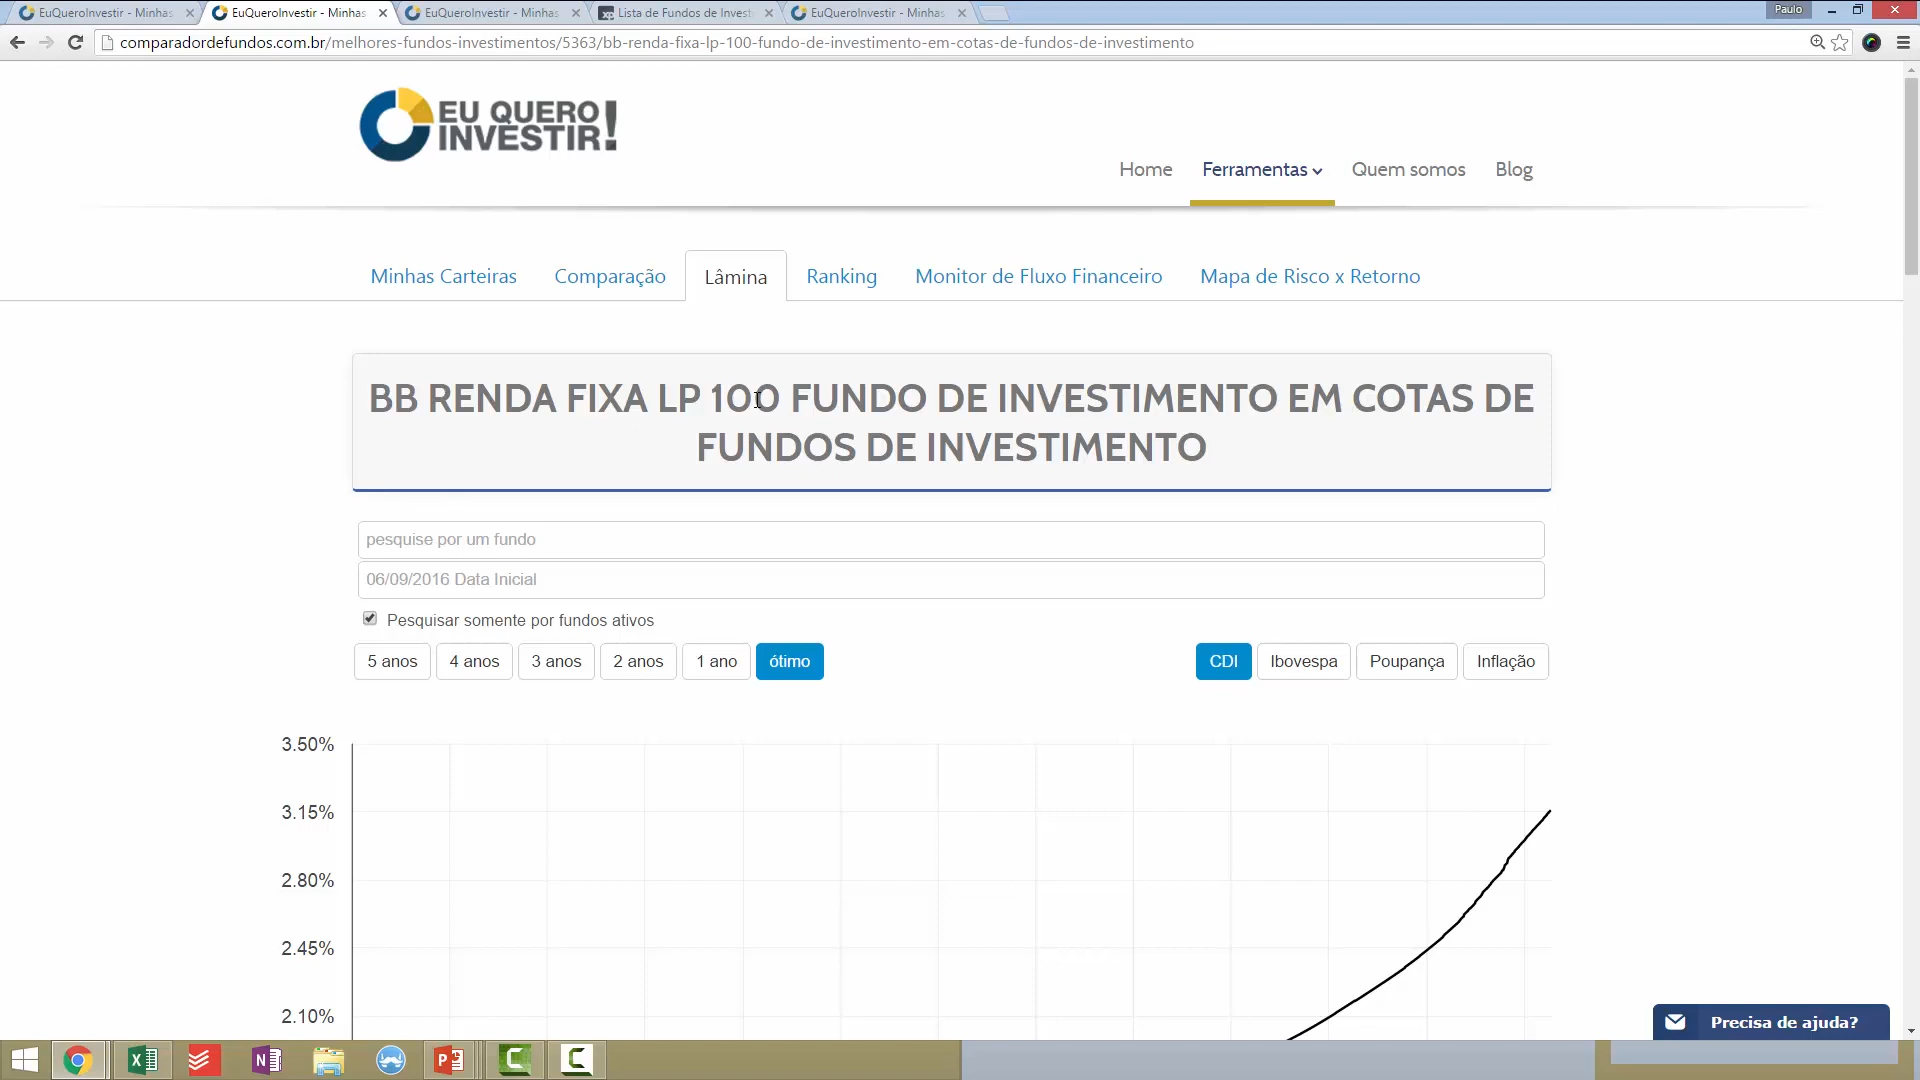 EuQueroInvestir - Minhas
EuQueroInvestir - Minhas
EuQueroInvestir - Minhas
Lista de Fundos de Invest
EuQueroInvestir - Minhas
Paulo
comparadordefundos.com.br/melhores-fundos-investimentos/5363/bb-renda-fixa-lp-100-fundo-de-investimento-em-cotas-de-fundos-de-investimento
EU QUERO
INVESTIR!
Home Ferramentas Quem somos Blog
Minhas Carteiras Comparação Lâmina Ranking Monitor de Fluxo Financeiro Mapa de Risco x Retorno
BB RENDA FIXA LP 100 FUNDO DE INVESTIMENTO EM COTAS DE
FUNDOS DE INVESTIMENTO
pesquise por um fundo
06/09/2016 Data Inicial
Pesquisar somente por fundos ativos
5 anos 4 anos 3 anos 2 anos 1 ano ótimo CDI Ibovespa Poupança Inflação
3.50%
3.15%
2.80%
2.45%
2.10%
Precisa de ajuda?